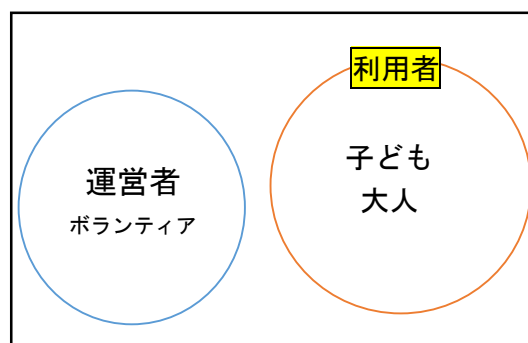 運営者
ボランティア
利用者
子ども
大人